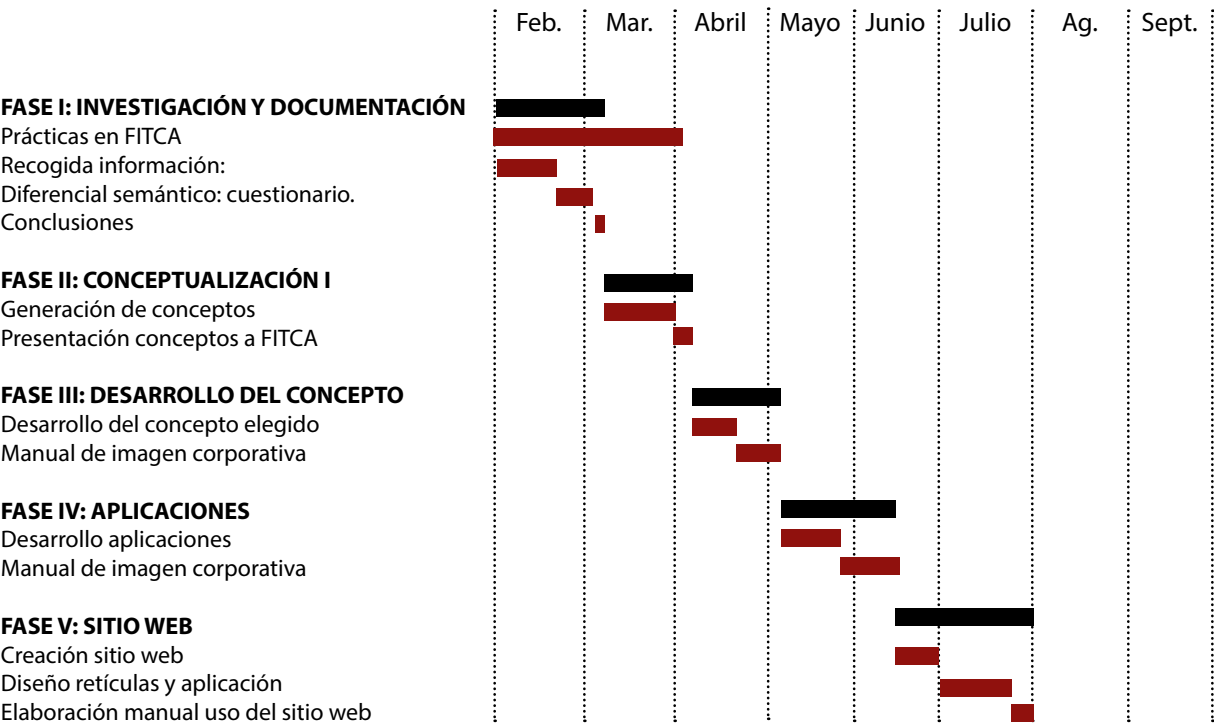 Feb. Mar. Abril Mayo Junio Julio Ag. Sept.
FASE I: INVESTIGACIÓN Y DOCUMENTACIÓN
Prácticas en FITCA
Recogida información:
Diferencial semántico: cuestionario.
Conclusiones
FASE II: CONCEPTUALIZACIÓN I
Generación de conceptos
Presentación conceptos a FITCA
FASE III: DESARROLLO DEL CONCEPTO
Desarrollo del concepto elegido
Manual de imagen corporativa
FASE IV: APLICACIONES
Desarrollo aplicaciones
Manual de imagen corporativa
FASE V: SITIO WEB
Creación sitio web
Diseño retículas y aplicación
Elaboración manual uso del sitio web